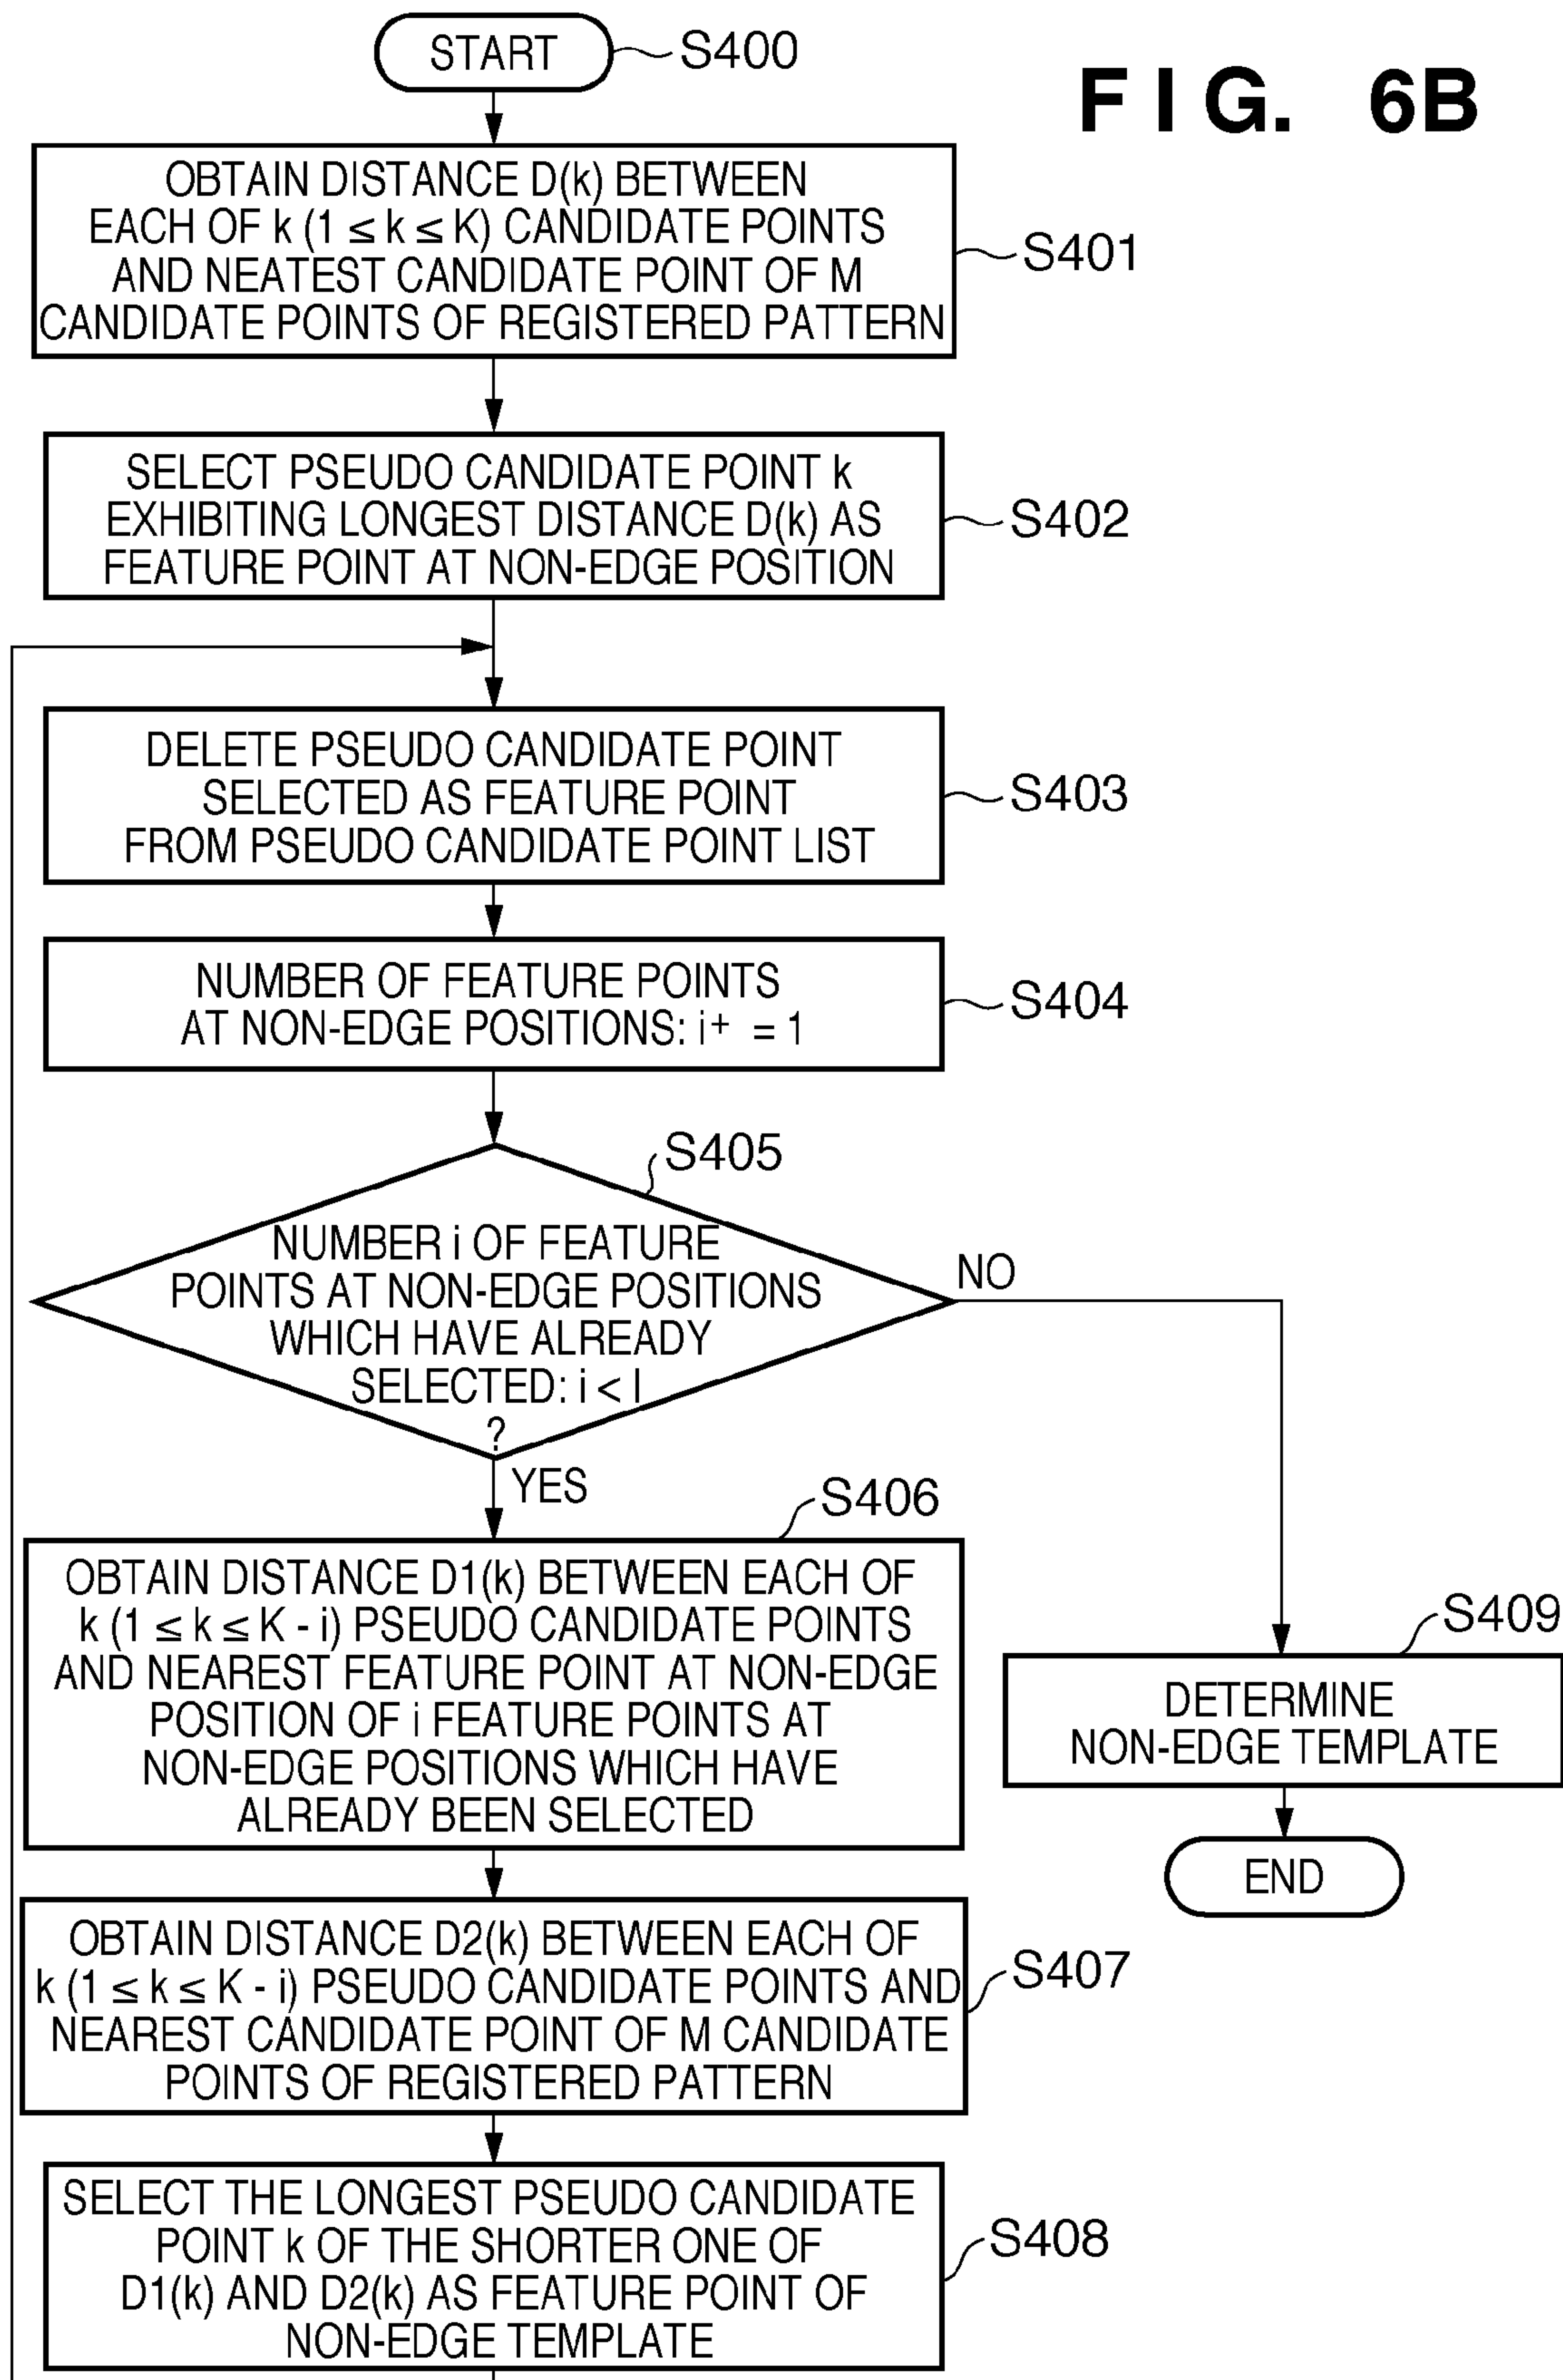 START
S400
FIG. 6B
OBTAIN DISTANCE D(k) BETWEEN
EACH OF k (1 ≤ k ≤ K) CANDIDATE POINTS
AND NEATEST CANDIDATE POINT OF M
CANDIDATE POINTS OF REGISTERED PATTERN
S401
SELECT PSEUDO CANDIDATE POINT k
EXHIBITING LONGEST DISTANCE D(k) AS
FEATURE POINT AT NON-EDGE POSITION
S402
DELETE PSEUDO CANDIDATE POINT
SELECTED AS FEATURE POINT
FROM PSEUDO CANDIDATE POINT LIST
S403
NUMBER OF FEATURE POINTS
AT NON-EDGE POSITIONS: i⁺ = 1
S404
S405
NUMBER i OF FEATURE
POINTS AT NON-EDGE POSITIONS
WHICH HAVE ALREADY
SELECTED: i < I
?
NO
YES
S406
OBTAIN DISTANCE D1(k) BETWEEN EACH OF
k (1 ≤ k ≤ K - i) PSEUDO CANDIDATE POINTS
AND NEAREST FEATURE POINT AT NON-EDGE
POSITION OF i FEATURE POINTS AT
NON-EDGE POSITIONS WHICH HAVE
ALREADY BEEN SELECTED
S409
DETERMINE
NON-EDGE TEMPLATE
END
OBTAIN DISTANCE D2(k) BETWEEN EACH OF
k (1 ≤ k ≤ K - i) PSEUDO CANDIDATE POINTS AND
NEAREST CANDIDATE POINT OF M CANDIDATE
POINTS OF REGISTERED PATTERN
S407
SELECT THE LONGEST PSEUDO CANDIDATE
POINT k OF THE SHORTER ONE OF
D1(k) AND D2(k) AS FEATURE POINT OF
NON-EDGE TEMPLATE
S408